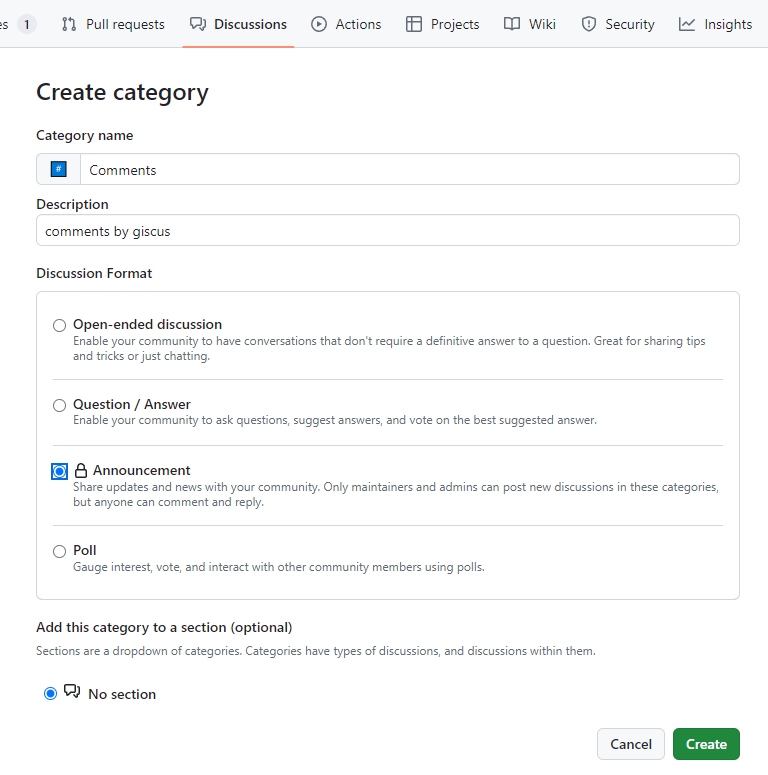 es 1 Pull requests Discussions Actions Projects Wiki Security Insights
Create category
Category name
# Comments
Description
comments by giscus
Discussion Format
Open-ended discussion
Enable your community to have conversations that don't require a definitive answer to a question. Great for sharing tips
and tricks or just chatting.
Question / Answer
Enable your community to ask questions, suggest answers, and vote on the best suggested answer.
Announcement
Share updates and news with your community. Only maintainers and admins can post new discussions in these categories,
but anyone can comment and reply.
Poll
Gauge interest, vote, and interact with other community members using polls.
Add this category to a section (optional)
Sections are a dropdown of categories. Categories have types of discussions, and discussions within them.
No section
Cancel Create